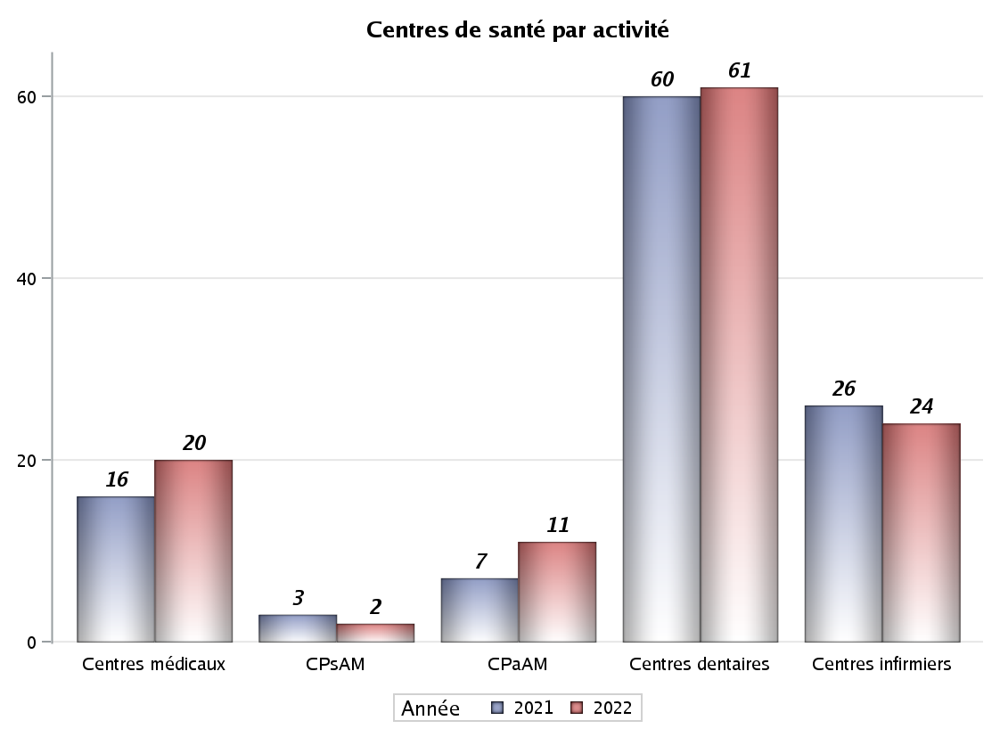 Centres de santé par activité
60
40
20
0
16
20
3
2
7
11
60
61
26
24
Centres médicaux
CPsAM
CPaAM
Centres dentaires
Centres infirmiers
Année 2021 2022